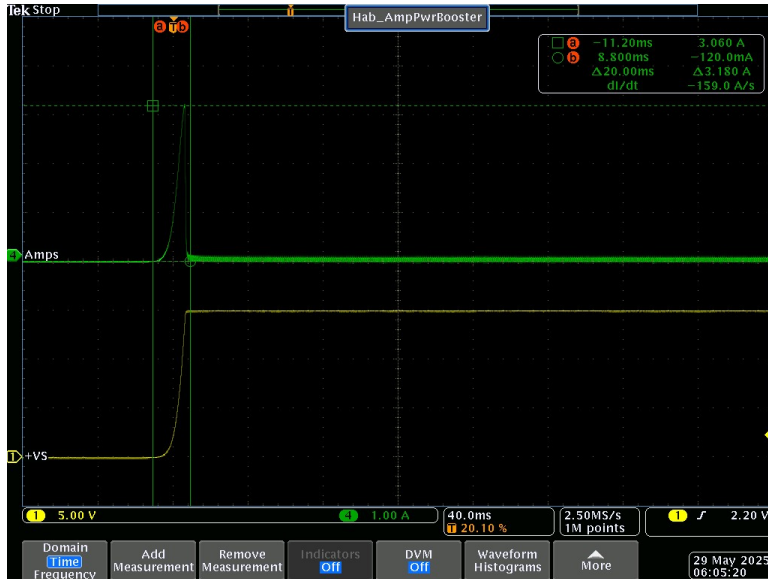 Tek Stop
Hab_AmpPwrBooster
a T b
T
a −11.20ms 3.060 A
b 8.800ms −120.0mA
Δ20.00ms Δ3.180 A
dI/dt −159.0 A/s
4 Amps
1 +VS
1 5.00 V
4 1.00 A
40.0ms
T 20.10 %
2.50MS/s
1M points
1 2.20 V
Domain
Time
Frequency
Add
Measurement
Remove
Measurement
Indicators
Off
DVM
Off
Waveform
Histograms
More
29 May 2025
06:05:20